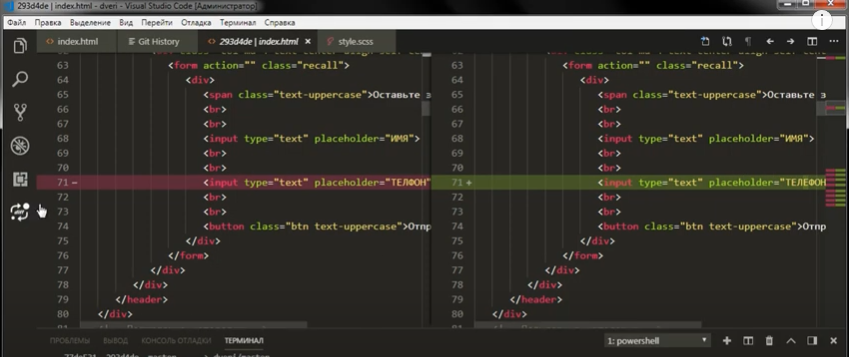 293d4de | index.html - dveri - Visual Studio Code [Администратор]
Файл Правка Выделение Вид Перейти Отладка Терминал Справка
index.html Git History 293d4de | index.html × style.scss
63 <form action="" class="recall"> 63 <form action="" class="recall">
64 <div> 64 <div>
65 <span class="text-uppercase">Оставьте з 65 <span class="text-uppercase">Оставьте з
66 <br> 66 <br>
67 <br> 67 <br>
68 <input type="text" placeholder="ИМЯ"> 68 <input type="text" placeholder="ИМЯ">
69 <br> 69 <br>
70 <br> 70 <br>
71 - <input type="text" placeholder="ТЕЛФОН" 71 + <input type="text" placeholder="ТЕЛЕФОН
72 <br> 72 <br>
73 <br> 73 <br>
74 <button class="btn text-uppercase">Отпр 74 <button class="btn text-uppercase">Отпр
75 </div> 75 </div>
76 </form> 76 </form>
77 </div> 77 </div>
78 </div> 78 </div>
79 </header> 79 </header>
80 </div> 80 </div>
ПРОБЛЕМЫ ВЫВОД КОНСОЛЬ ОТЛАДКИ ТЕРМИНАЛ 1: powershell